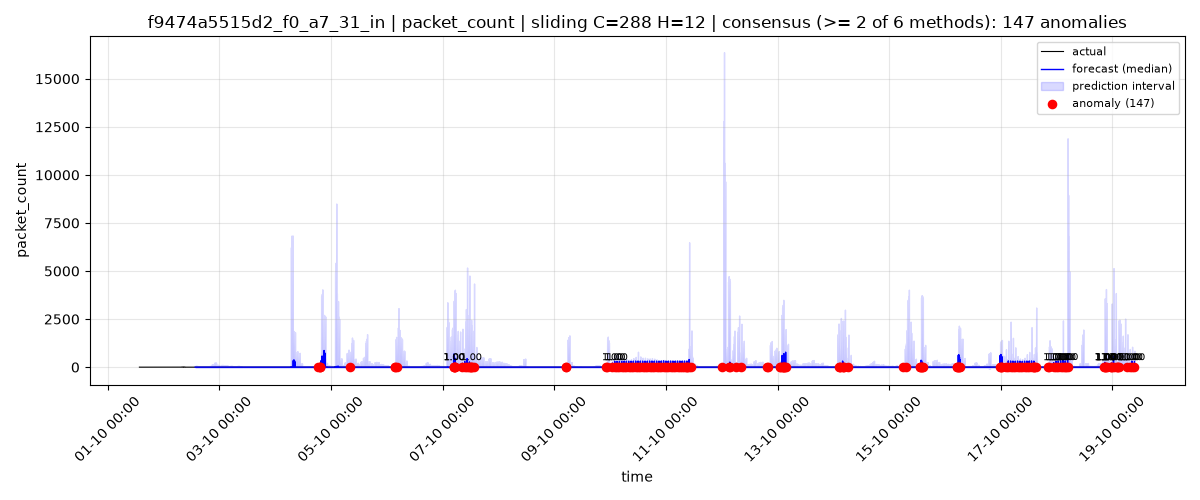 f9474a5515d2_f0_a7_31_in | packet_count | sliding C=288 H=12 | consensus (>= 2 of 6 methods): 147 anomalies
actual
forecast (median)
prediction interval
anomaly (147)
packet_count
15000
12500
10000
7500
5000
2500
0
01-10 00:00
03-10 00:00
05-10 00:00
07-10 00:00
09-10 00:00
11-10 00:00
13-10 00:00
15-10 00:00
17-10 00:00
19-10 00:00
time